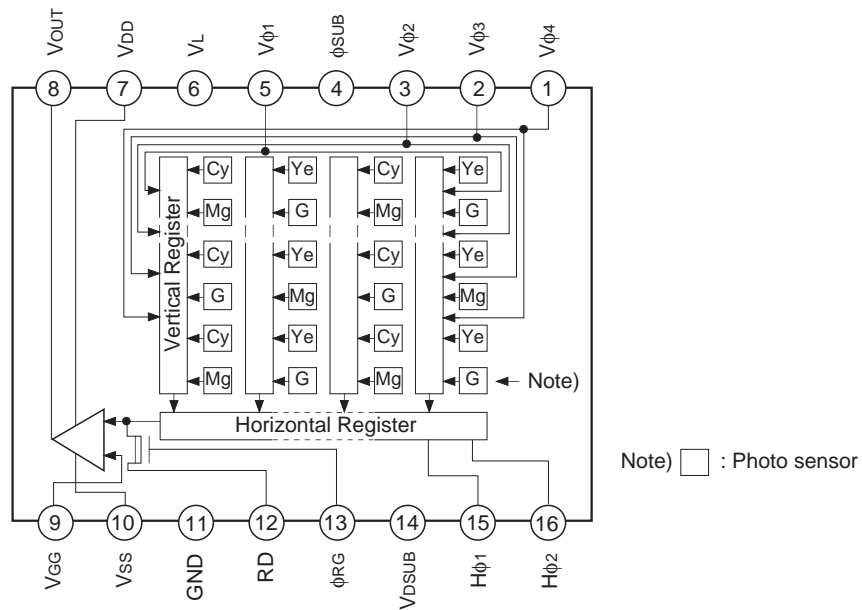 VOUT VDD VL Vϕ1 ϕSUB Vϕ2 Vϕ3 Vϕ4
8 7 6 5 4 3 2 1
Cy Ye Cy Ye
Mg G Mg G
Cy Ye Cy Ye
G Mg G Mg
Cy Ye Cy Ye
Mg G Mg G Note)
Vertical Register
Horizontal Register
Note) : Photo sensor
9 10 11 12 13 14 15 16
VGG VSS GND RD ϕRG VDSUB Hϕ1 Hϕ2